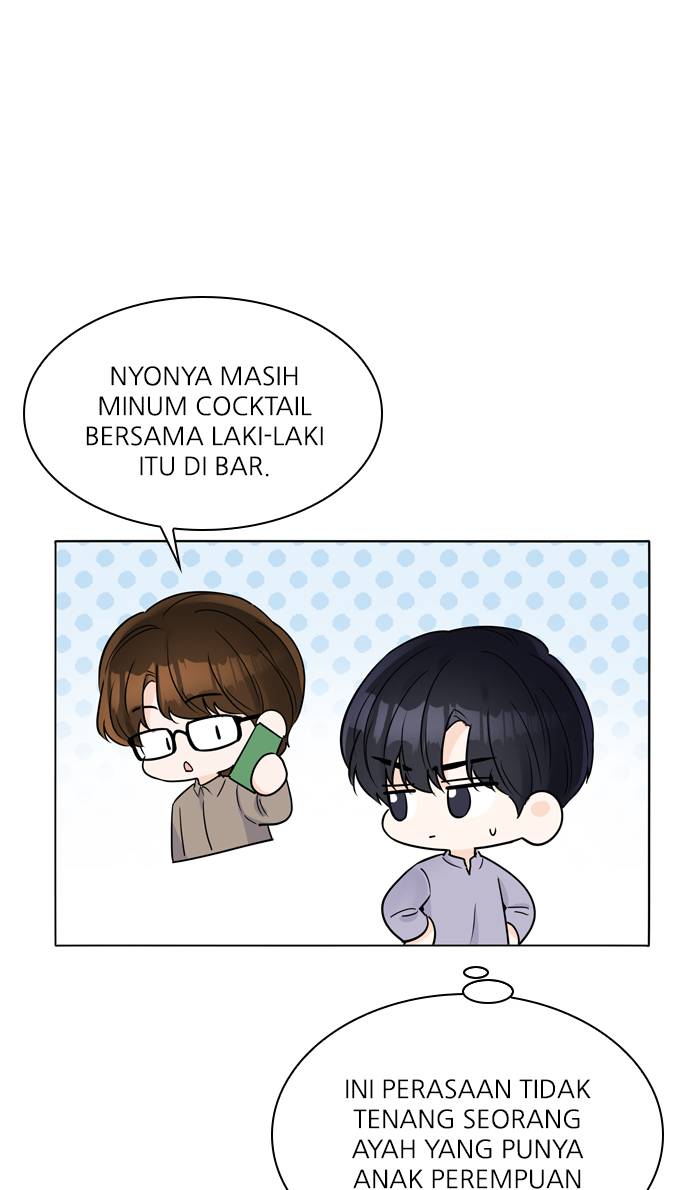 NYONYA MASIH
MINUM COCKTAIL
BERSAMA LAKI-LAKI
ITU DI BAR.
INI PERASAAN TIDAK
TENANG SEORANG
AYAH YANG PUNYA
ANAK PEREMPUAN